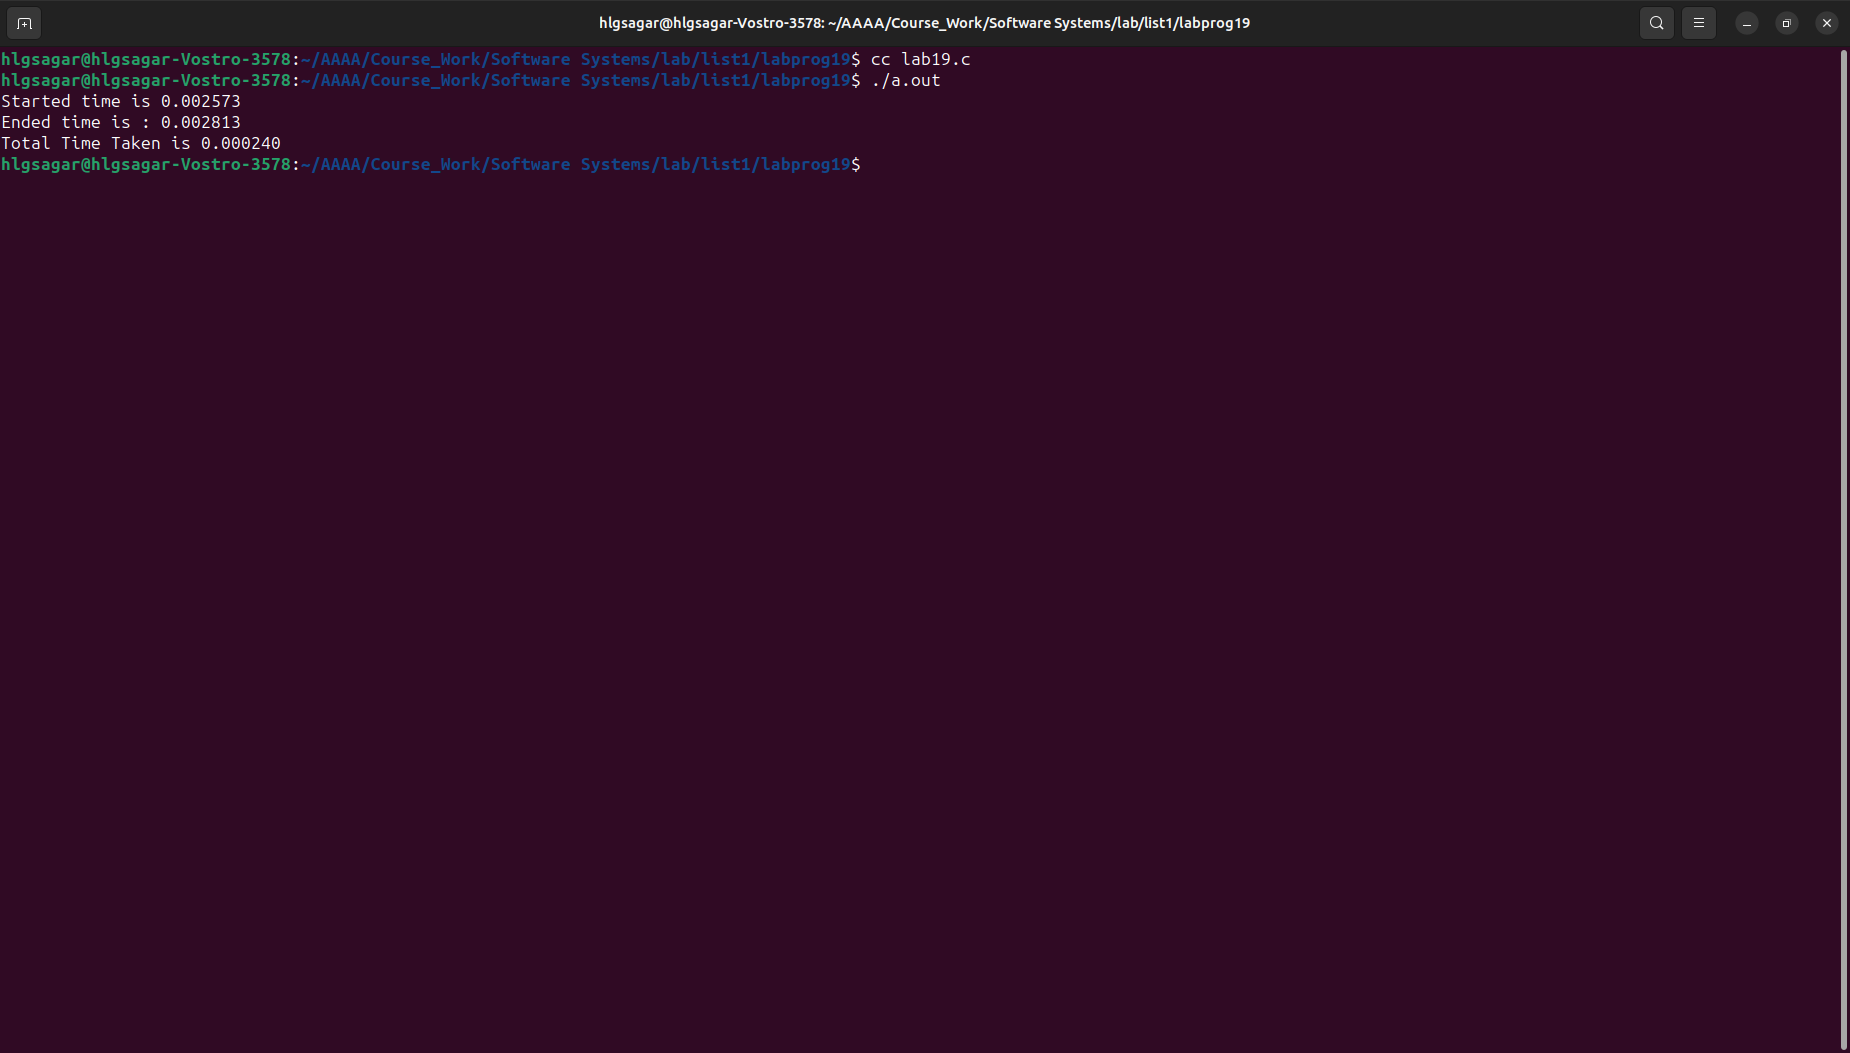 hlgsagar@hlgsagar-Vostro-3578: ~/AAAA/Course_Work/Software Systems/lab/list1/labprog19
hlgsagar@hlgsagar-Vostro-3578:~/AAAA/Course_Work/Software Systems/lab/list1/labprog19$ cc lab19.c
hlgsagar@hlgsagar-Vostro-3578:~/AAAA/Course_Work/Software Systems/lab/list1/labprog19$ ./a.out
Started time is 0.002573
Ended time is : 0.002813
Total Time Taken is 0.000240
hlgsagar@hlgsagar-Vostro-3578:~/AAAA/Course_Work/Software Systems/lab/list1/labprog19$